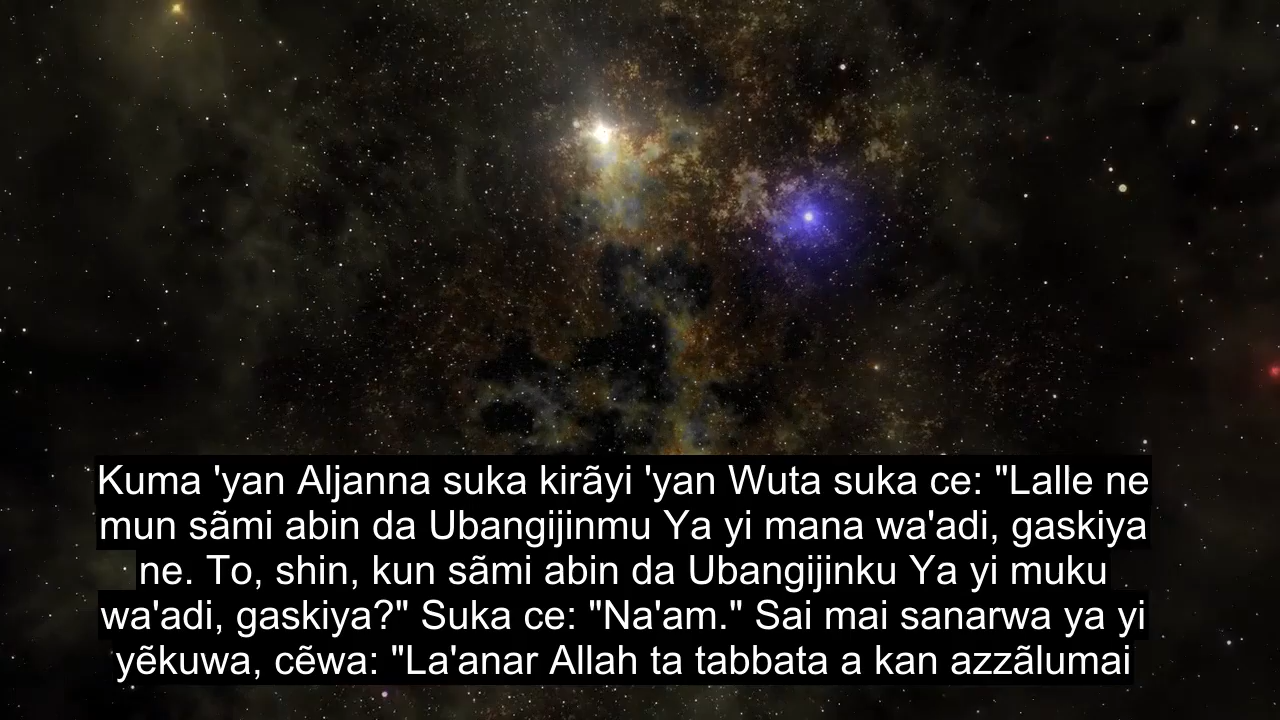 Kuma 'yan Aljanna suka kirãyi 'yan Wuta suka ce: "Lalle ne
mun sãmi abin da Ubangijinmu Ya yi mana wa'adi, gaskiya
ne. To, shin, kun sãmi abin da Ubangijinku Ya yi muku
wa'adi, gaskiya?" Suka ce: "Na'am." Sai mai sanarwa ya yi
yẽkuwa, cẽwa: "La'anar Allah ta tabbata a kan azzãlumai